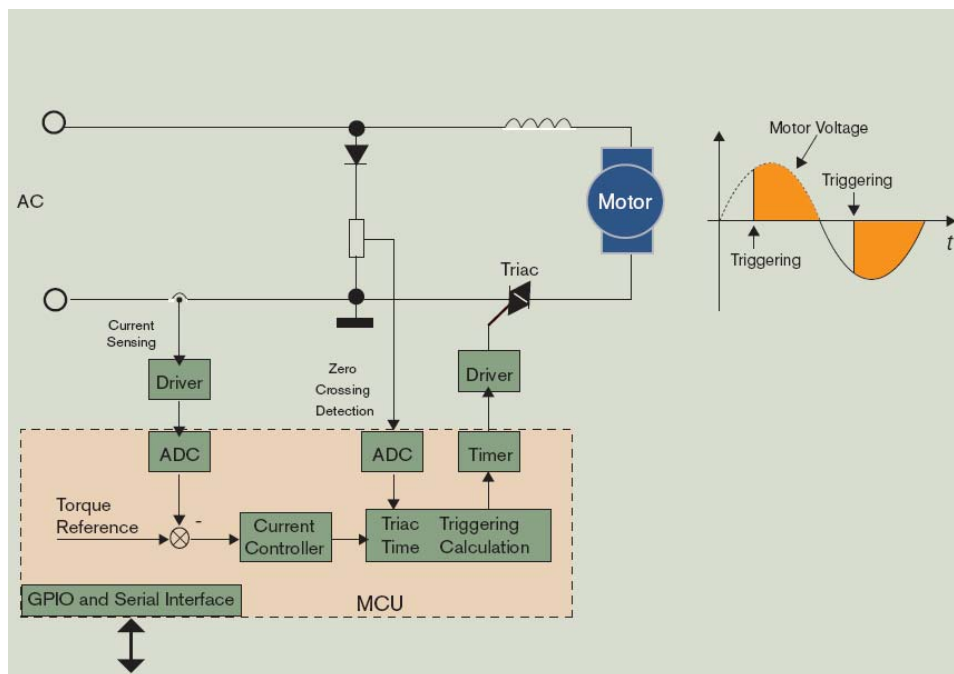 AC
Motor
Motor Voltage
Triggering
Triggering
t
Triac
Current
Sensing
Driver
Zero
Crossing
Detection
Driver
ADC
ADC
Timer
Torque
Reference
-
Current
Controller
Triac Triggering
Time Calculation
GPIO and Serial Interface
MCU